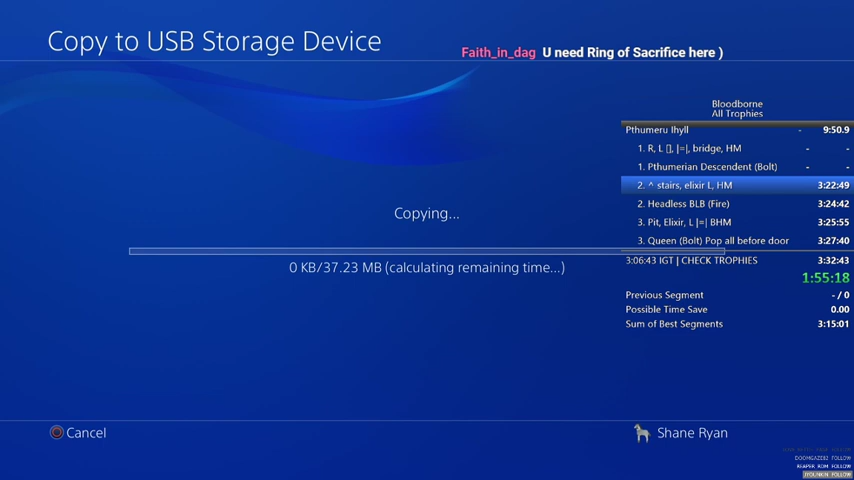 Copy to USB Storage Device
Faith_in_dag U need Ring of Sacrifice here )
Bloodborne
All Trophies
Pthumeru Ihyll - 9:50.9
1. R, L [], |=|, bridge, HM - -
1. Pthumerian Descendent (Bolt) - -
2. ^ stairs, elixir L, HM 3:22:49
2. Headless BLB (Fire) 3:24:42
3. Pit, Elixir, L |=| BHM 3:25:55
3. Queen (Bolt) Pop all before door 3:27:40
3:06:43 IGT | CHECK TROPHIES 3:32:43
1:55:18
Previous Segment - / 0
Possible Time Save 0.00
Sum of Best Segments 3:15:01
Copying...
0 KB/37.23 MB (calculating remaining time...)
Cancel
Shane Ryan
REAPER_ROM FOLLOW